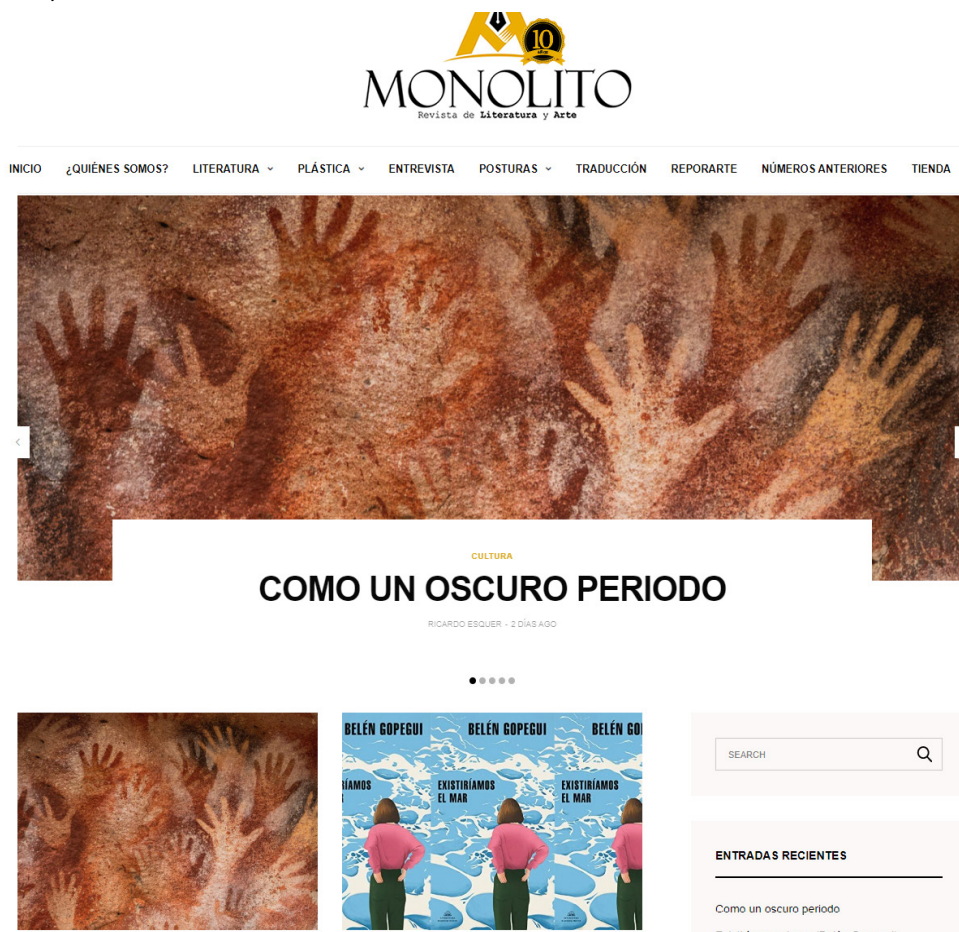 10
años
MONOLITO
Revista de Literatura y Arte
INICIO ¿QUIÉNES SOMOS? LITERATURA PLÁSTICA ENTREVISTA POSTURAS TRADUCCIÓN REPORARTE NÚMEROS ANTERIORES TIENDA
CULTURA
COMO UN OSCURO PERIODO
RICARDO ESQUER - 2 DÍAS AGO
BELÉN GOPEGUI BELÉN GOPEGUI BELÉN GO
EXISTIRÍAMOS
EL MAR
EXISTIRÍAMOS
EL MAR
SEARCH
ENTRADAS RECIENTES
Como un oscuro periodo